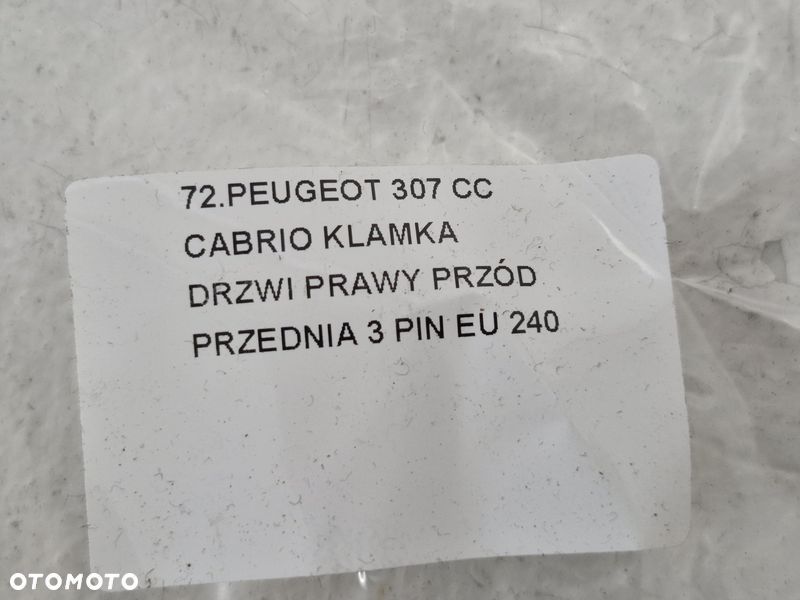 72.PEUGEOT 307 CC
CABRIO KLAMKA
DRZWI PRAWY PRZÓD
PRZEDNIA 3 PIN EU 240
OTOMOTO